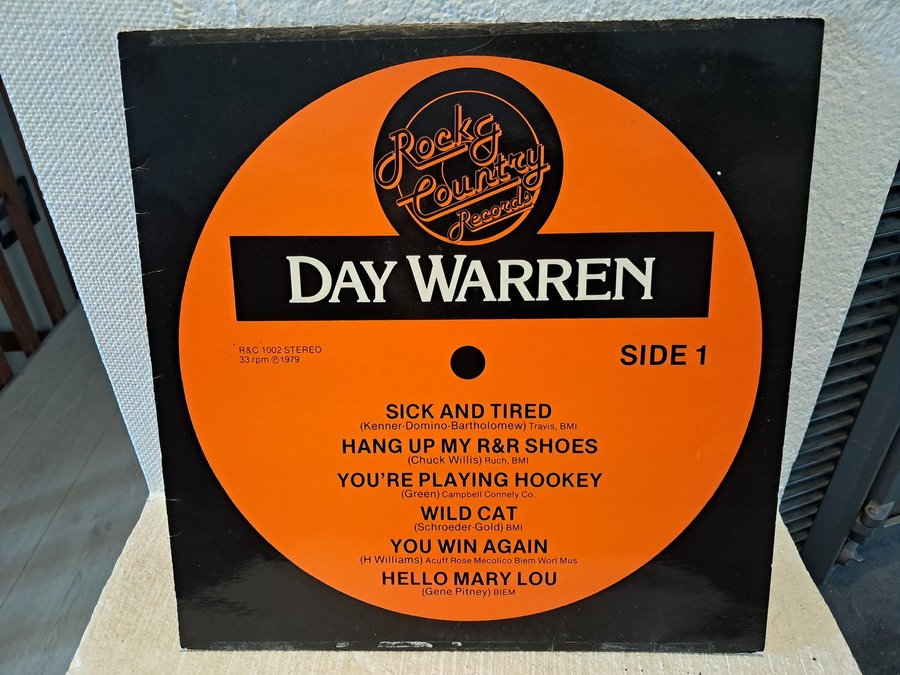 Rock &
Country
Records
DAY WARREN
R&C 1002 STEREO
33 rpm ℗1979
SIDE 1
SICK AND TIRED
(Kenner-Domino-Bartholomew) Travis, BMI
HANG UP MY R&R SHOES
(Chuck Willis) Ruch, BMI
YOU'RE PLAYING HOOKEY
(Green) Campbell Connely Co.
WILD CAT
(Schroeder-Gold) BMI
YOU WIN AGAIN
(H Williams) Acuff Rose Mecolico Biem Worl Mus
HELLO MARY LOU
(Gene Pitney) BIEM